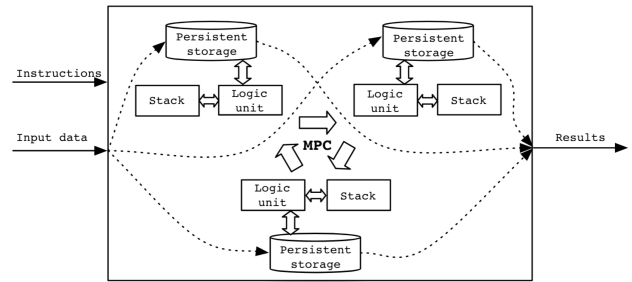 Persistent
storage
Persistent
storage
Instructions
Stack
Logic
unit
Logic
unit
Stack
Input data
MPC
Results
Logic
unit
Stack
Persistent
storage